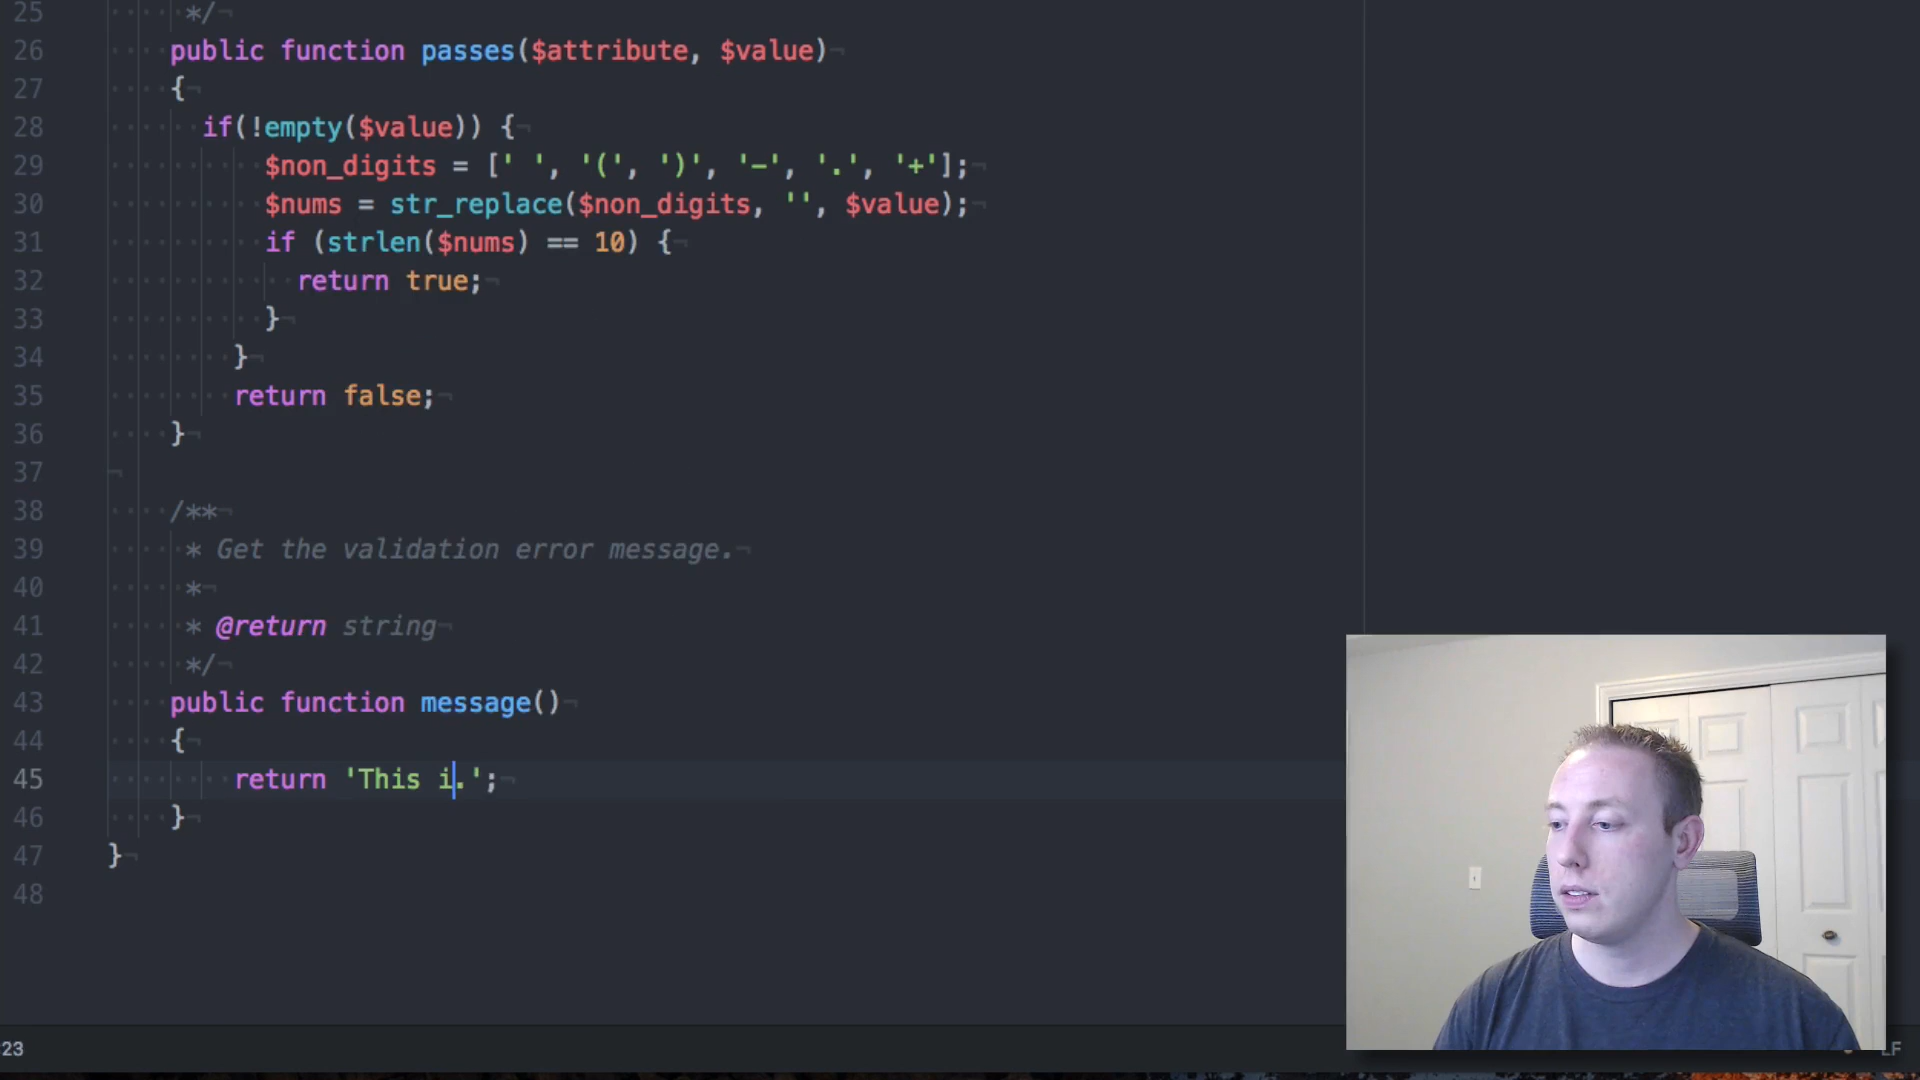 25 */
26 public function passes($attribute, $value)
27 {
28 if(!empty($value)) {
29 $non_digits = [' ', '(', ')', '-', '.', '+'];
30 $nums = str_replace($non_digits, '', $value);
31 if (strlen($nums) == 10) {
32 return true;
33 }
34 }
35 return false;
36 }
37
38 /**
39 * Get the validation error message.
40 *
41 * @return string
42 */
43 public function message()
44 {
45 return 'This i.';
46 }
47 }
48
:23 LF